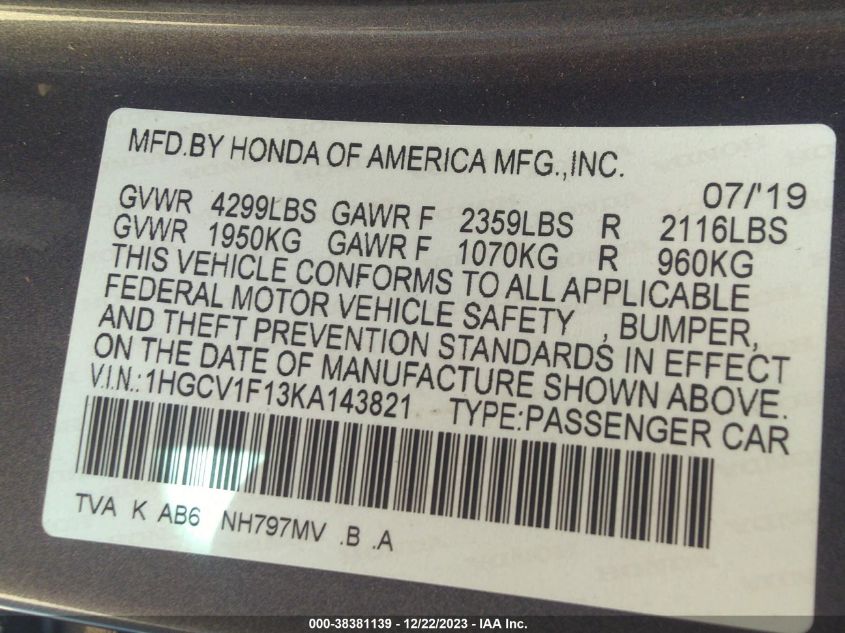 MFD.BY HONDA OF AMERICA MFG.,INC.
07/'19
GVWR 4299LBS GAWR F 2359LBS R 2116LBS
GVWR 1950KG GAWR F 1070KG R 960KG
THIS VEHICLE CONFORMS TO ALL APPLICABLE
FEDERAL MOTOR VEHICLE SAFETY , BUMPER,
AND THEFT PREVENTION STANDARDS IN EFFECT
ON THE DATE OF MANUFACTURE SHOWN ABOVE.
V.I.N.:1HGCV1F13KA143821 TYPE:PASSENGER CAR
TVA K AB6 NH797MV .B .A
000-38381139 - 12/22/2023 - IAA Inc.